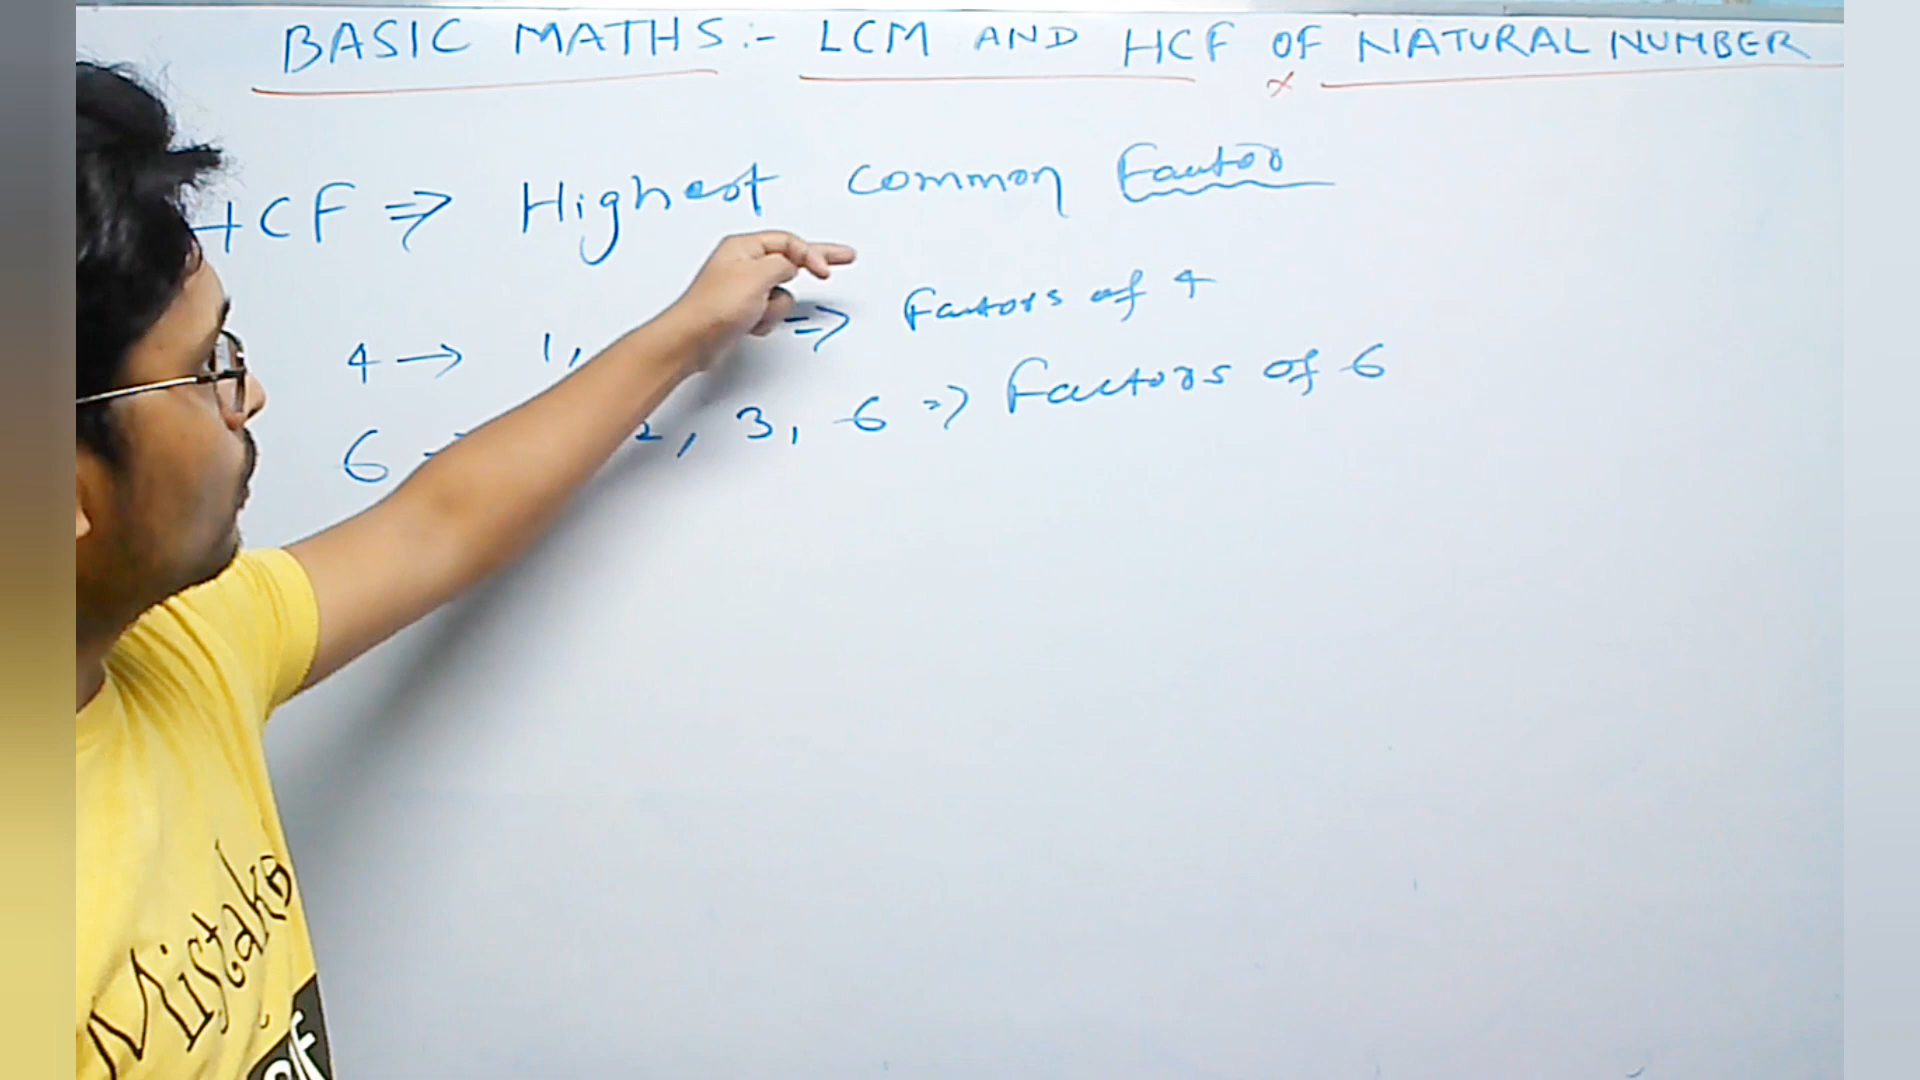 BASIC MATHS:- LCM AND HCF OF NATURAL NUMBER
HCF ⇒ Highest common Factor
4 → 1, ⇒ Factors of 4
6 → 2, 3, 6 ⇒ Factors of 6
Mistake